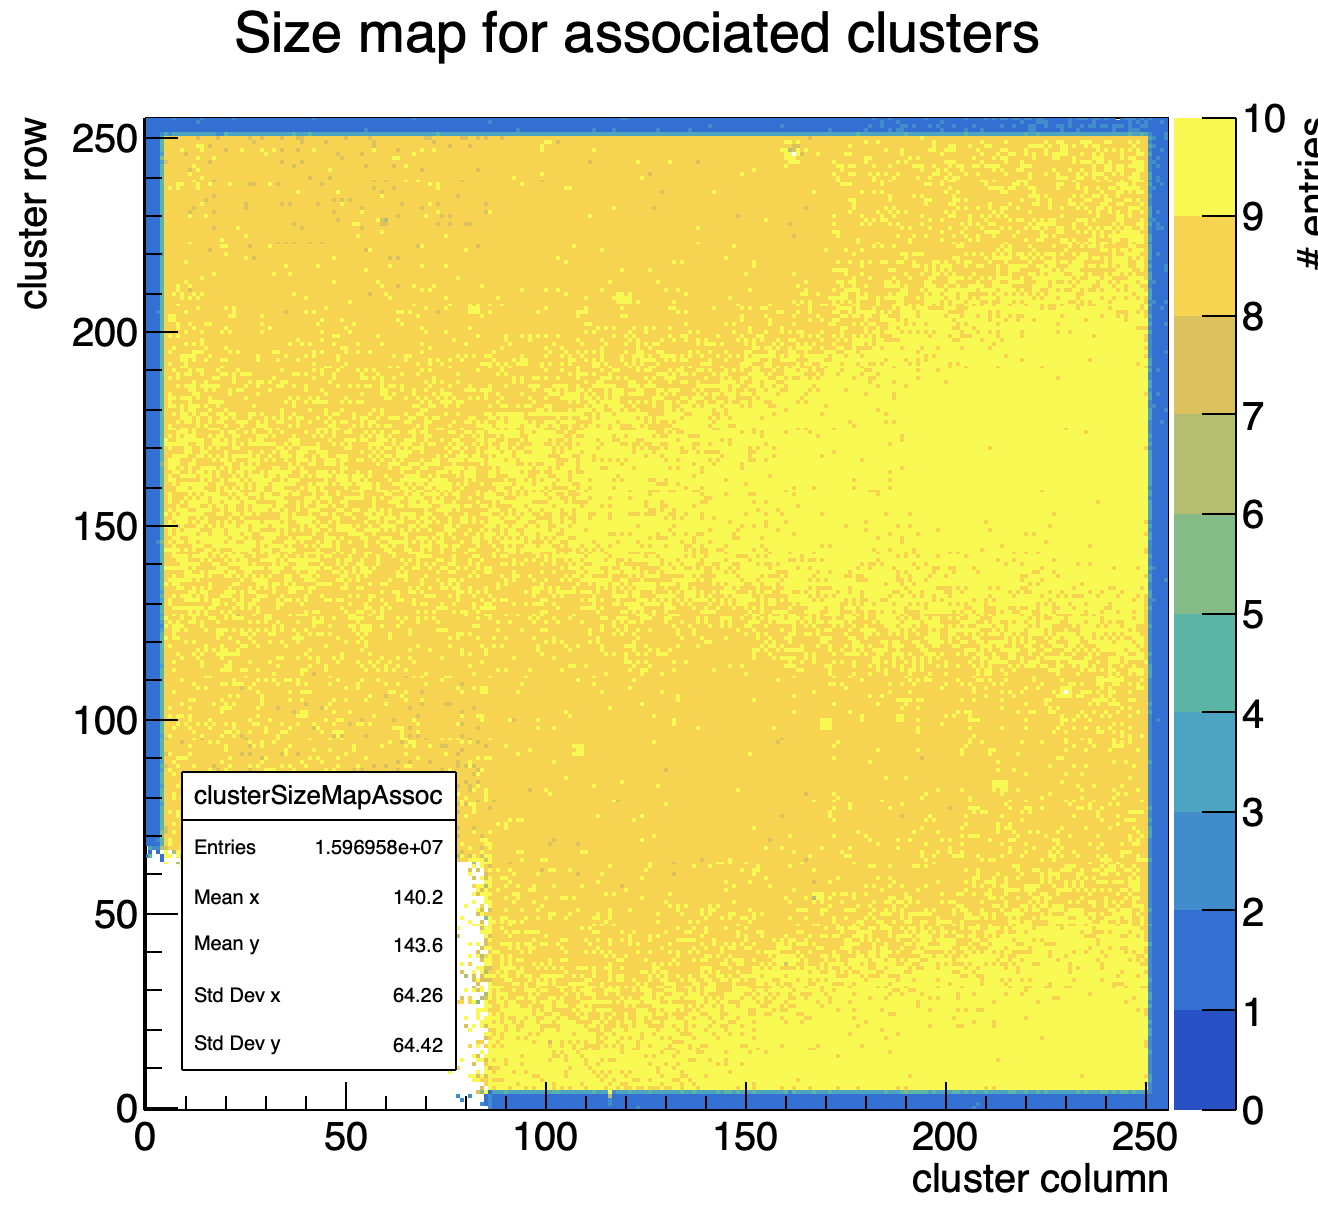 Size map for associated clusters
cluster row
250
200
150
100
50
0
clusterSizeMapAssoc
Entries 1.596958e+07
Mean x 140.2
Mean y 143.6
Std Dev x 64.26
Std Dev y 64.42
0 50 100 150 200 250
cluster column
10
9
8
7
6
5
4
3
2
1
0
# entries